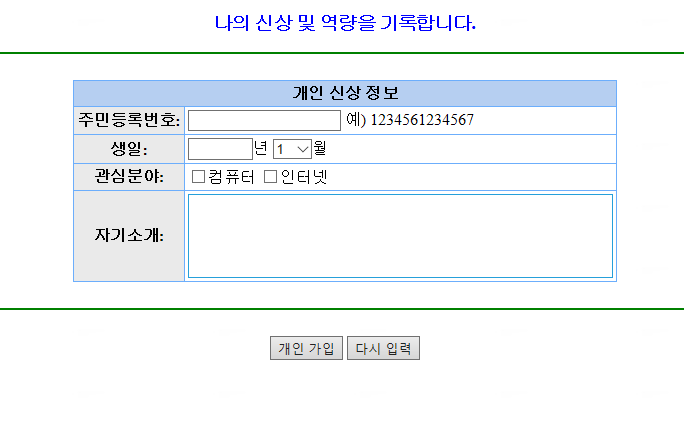 나의 신상 및 역량을 기록합니다.
개인 신상 정보
주민등록번호: 예) 1234561234567
생일: 년 1 월
관심분야: 컴퓨터 인터넷
자기소개:
개인 가입 다시 입력